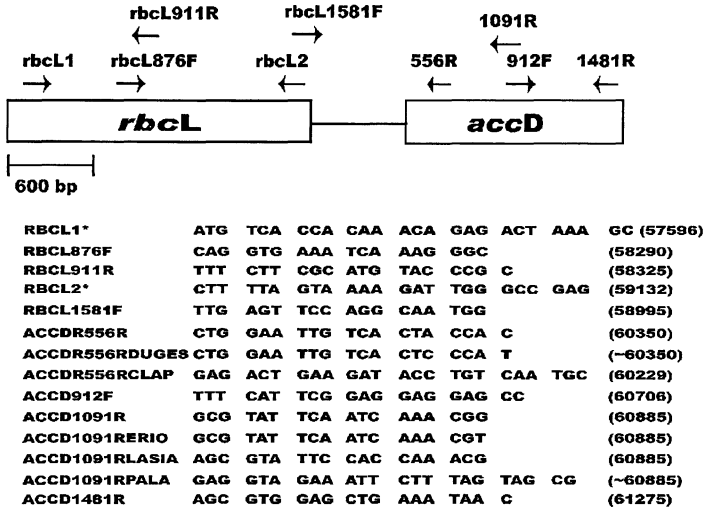 rbcL911R rbcL1581F 1091R
rbcL1 rbcL876F rbcL2 556R 912F 1481R
rbcL accD
600 bp
RBCL1* ATG TCA CCA CAA ACA GAG ACT AAA GC (57596)
RBCL876F CAG GTG AAA TCA AAG GGC (58290)
RBCL911R TTT CTT CGC ATG TAC CCG C (58325)
RBCL2* CTT TTA GTA AAA GAT TGG GCC GAG (59132)
RBCL1581F TTG AGT TCC AGG CAA TGG (58995)
ACCDR556R CTG GAA TTG TCA CTA CCA C (60350)
ACCDR556RDUGES CTG GAA TTG TCA CTC CCA T (~60350)
ACCDR556RCLAP GAG ACT GAA GAT ACC TGT CAA TGC (60229)
ACCD912F TTT CAT TCG GAG GAG GAG CC (60706)
ACCD1091R GCG TAT TCA ATC AAA CGG (60885)
ACCD1091RERIO GCG TAT TCA ATC AAA CGT (60885)
ACCD1091RLASIA AGC GTA TTC CAC CAA ACG (60885)
ACCD1091RPALA GAG GTA GAA ATT CTT TAG TAG CG (~60885)
ACCD1481R AGC GTG GAG CTG AAA TAA C (61275)